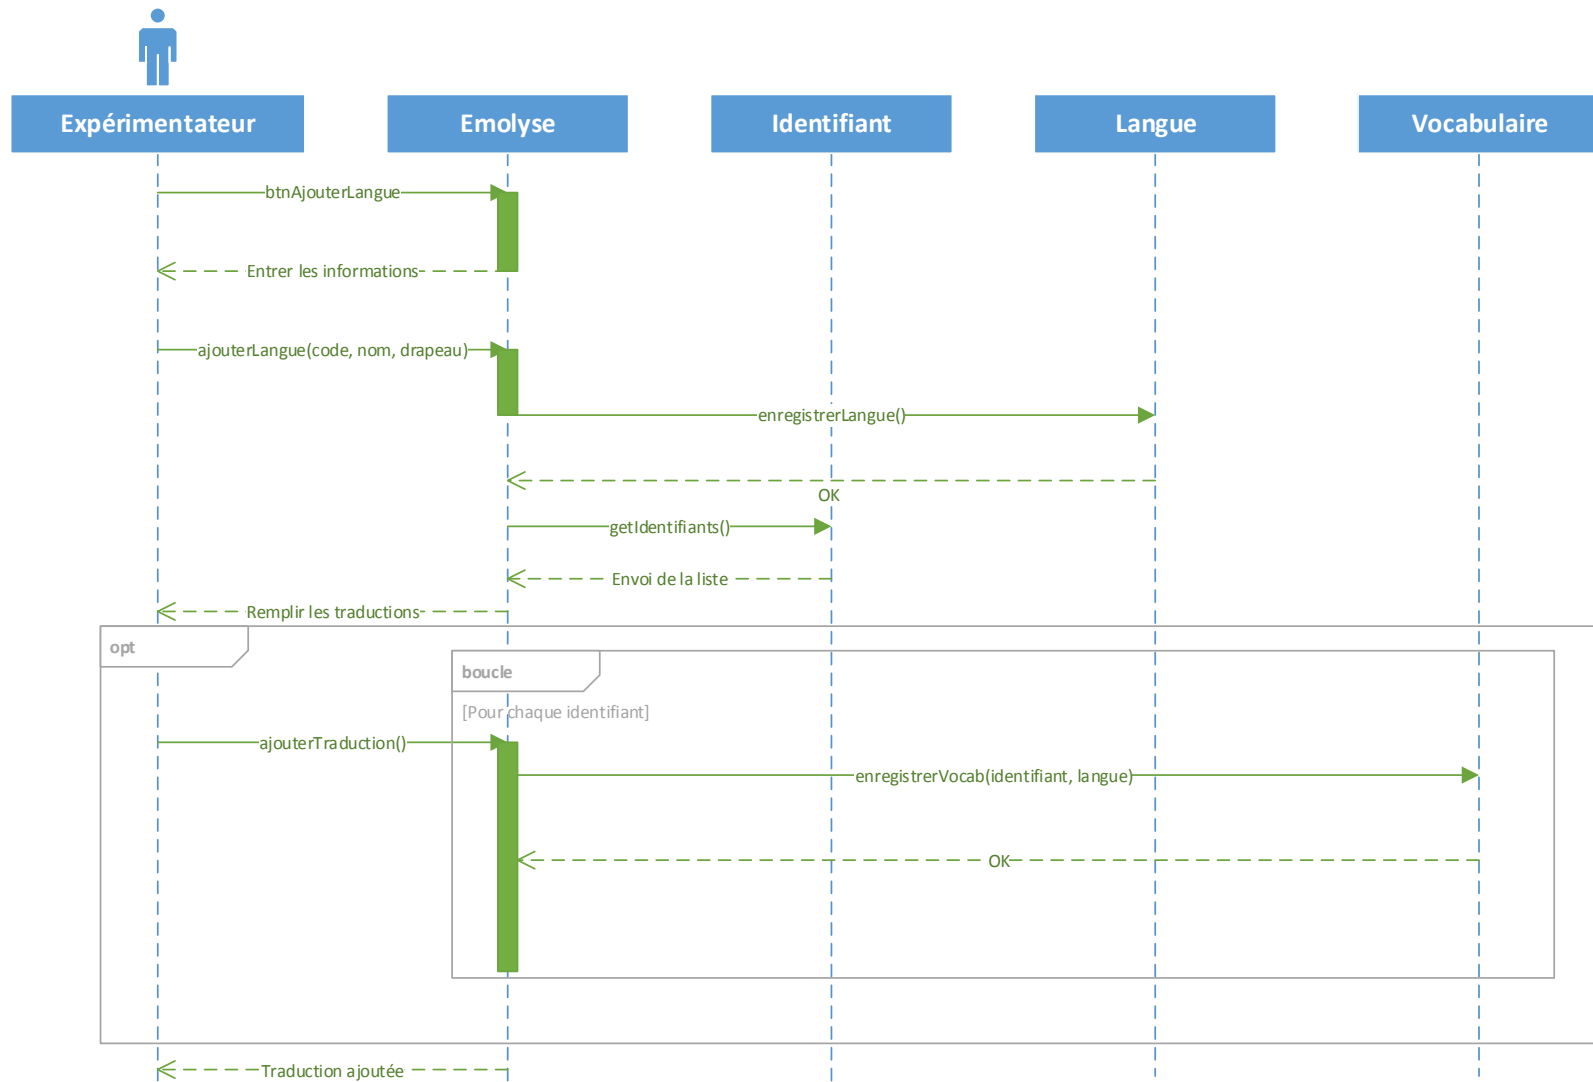 Expérimentateur
Emolyse
Identifiant
Langue
Vocabulaire
btnAjouterLangue
Entrer les informations
ajouterLangue(code, nom, drapeau)
enregistrerLangue()
OK
getIdentifiants()
Envoi de la liste
Remplir les traductions
opt
boucle
[Pour chaque identifiant]
ajouterTraduction()
enregistrerVocab(identifiant, langue)
OK
Traduction ajoutée